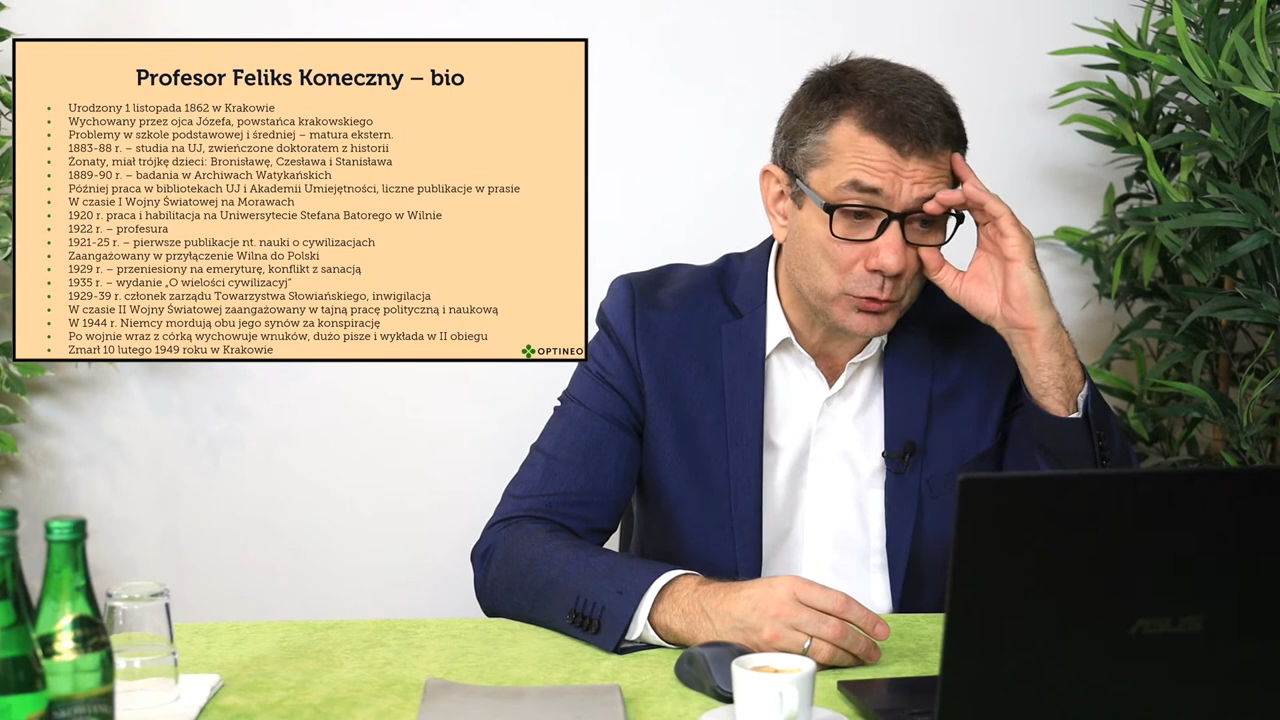 Profesor Feliks Koneczny – bio
• Urodzony 1 listopada 1862 w Krakowie
• Wychowany przez ojca Józefa, powstańca krakowskiego
• Problemy w szkole podstawowej i średniej – matura ekstern.
• 1883-88 r. – studia na UJ, zwieńczone doktoratem z historii
• Żonaty, miał trójkę dzieci: Bronisławę, Czesława i Stanisława
• 1889-90 r. – badania w Archiwach Watykańskich
• Później praca w bibliotekach UJ i Akademii Umiejętności, liczne publikacje w prasie
• W czasie I Wojny Światowej na Morawach
• 1920 r. praca i habilitacja na Uniwersytecie Stefana Batorego w Wilnie
• 1922 r. – profesura
• 1921-25 r. – pierwsze publikacje nt. nauki o cywilizacjach
• Zaangażowany w przyłączenie Wilna do Polski
• 1929 r. – przeniesiony na emeryturę, konflikt z sanacją
• 1935 r. – wydanie „O wielości cywilizacyj”
• 1929-39 r. członek zarządu Towarzystwa Słowiańskiego, inwigilacja
• W czasie II Wojny Światowej zaangażowany w tajną pracę polityczną i naukową
• W 1944 r. Niemcy mordują obu jego synów za konspirację
• Po wojnie wraz z córką wychowuje wnuków, dużo pisze i wykłada w II obiegu
• Zmarł 10 lutego 1949 roku w Krakowie
OPTINEO
ASUS